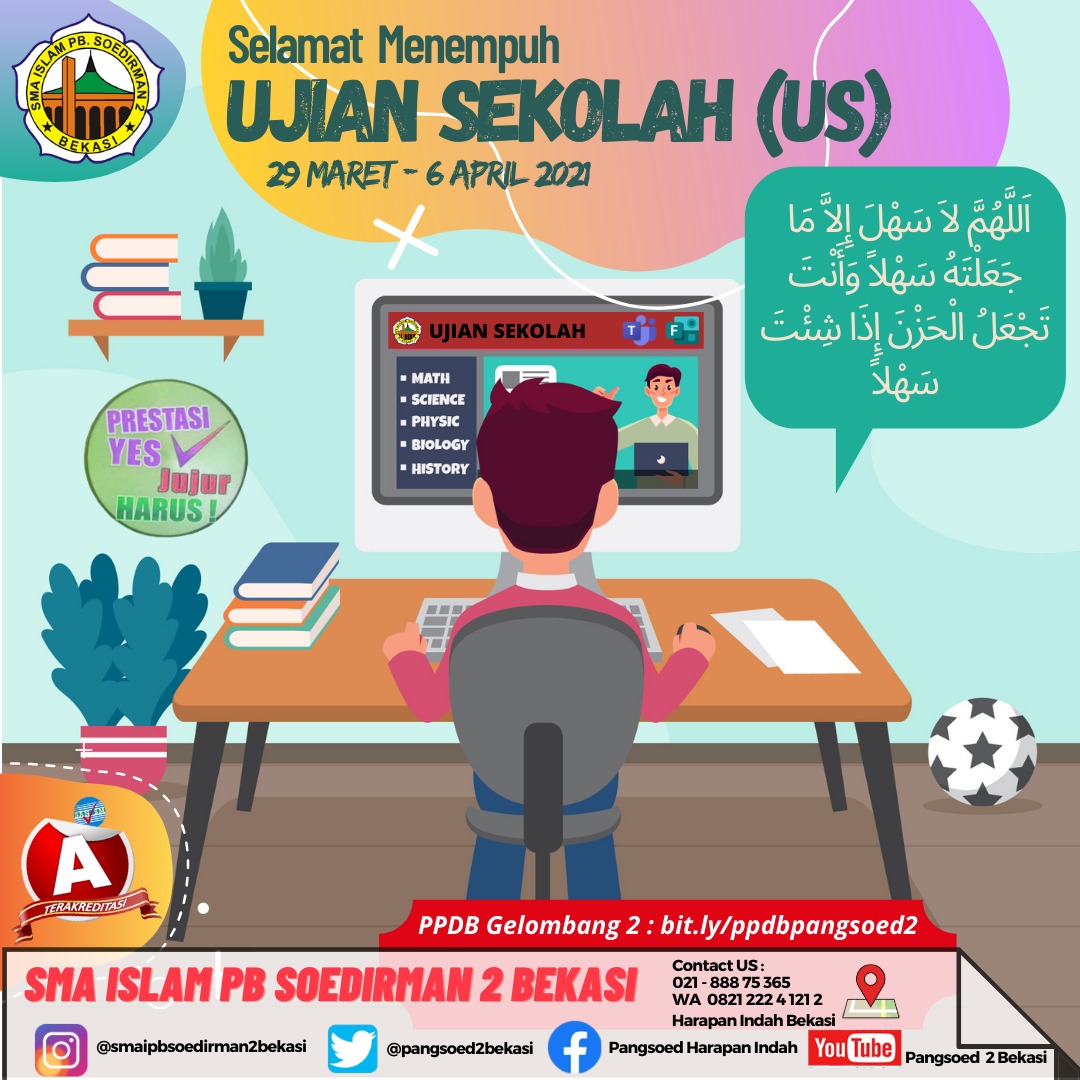 SMA ISLAM PB. SOEDIRMAN 2
BEKASI
Selamat Menempuh
UJIAN SEKOLAH (US)
29 MARET - 6 APRIL 2021
اَللَّهُمَّ لاَ سَهْلَ إِلاَّ مَا
جَعَلْتَهُ سَهْلاً وَأَنْتَ
تَجْعَلُ الْحَزْنَ إِذَا شِئْتَ
سَهْلاً
UJIAN SEKOLAH
T
F
MATH
SCIENCE
PHYSIC
BIOLOGY
HISTORY
PRESTASI
YES
Jujur
HARUS !
A
TERAKREDITASI
PPDB Gelombang 2 : bit.ly/ppdbpangsoed2
SMA ISLAM PB SOEDIRMAN 2 BEKASI
Contact US :
021 - 888 75 365
WA 0821 222 4 121 2
Harapan Indah Bekasi
@smaipbsoedirman2bekasi
@pangsoed2bekasi
Pangsoed Harapan Indah
YouTube
Pangsoed 2 Bekasi